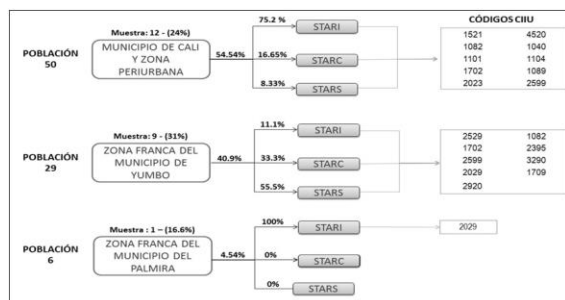 CÓDIGOS CIIU
Muestra: 12 - (24%)
POBLACIÓN
50
MUNICIPIO DE CALI
Y ZONA
PERIURBANA
54.54%
75.2 %
STARI
16.65%
STARC
8.33%
STARS
1521 4520
1082 1040
1101 1104
1702 1089
2023 2599
Muestra: 9 - (31%)
POBLACIÓN
29
ZONA FRANCA DEL
MUNICIPIO DE
YUMBO
40.9%
11.1%
STARI
33.3%
STARC
55.5%
STARS
2529 1082
1702 2395
2599 3290
2029 1709
2920
Muestra : 1 – (16.6%)
POBLACIÓN
6
ZONA FRANCA DEL
MUNICIPIO DEL
PALMIRA
4.54%
100%
STARI
0%
STARC
0%
STARS
2029